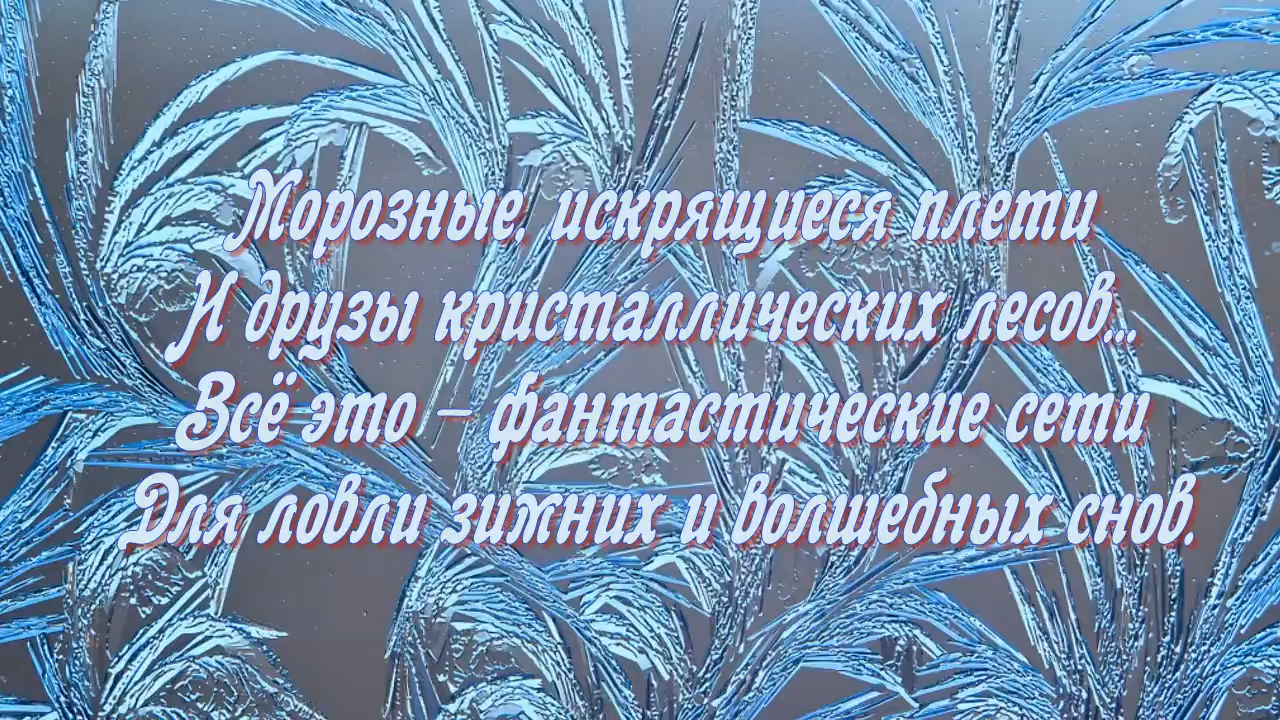 Морозные, искрящиеся плети
И друзы кристаллических лесов...
Всё это – фантастические сети
Для ловли зимних и волшебных снов.